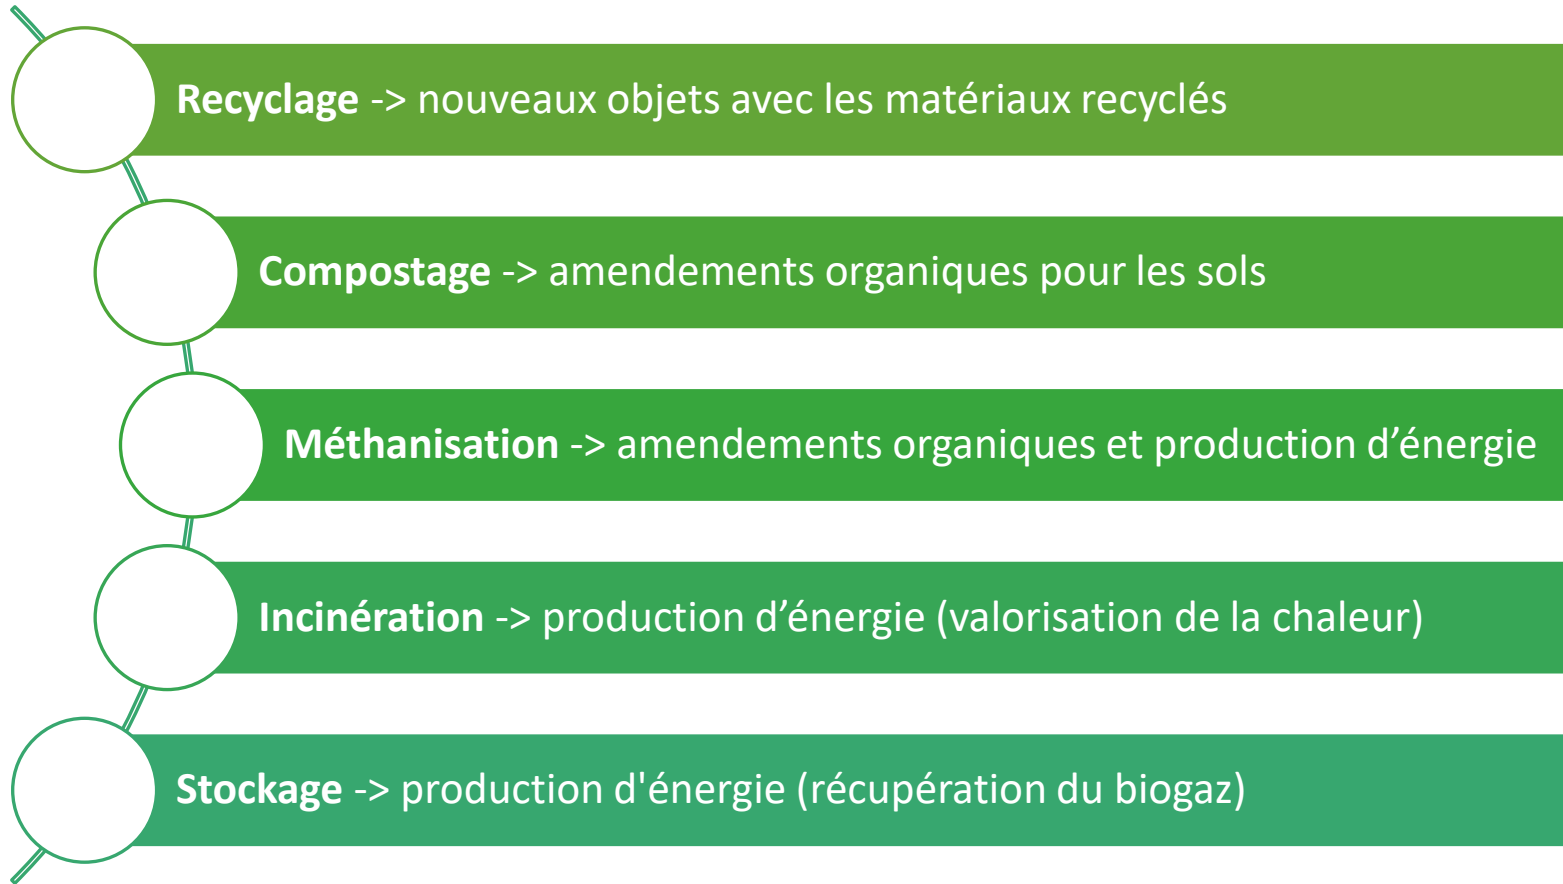 Recyclage -> nouveaux objets avec les matériaux recyclés
Compostage -> amendements organiques pour les sols
Méthanisation -> amendements organiques et production d’énergie
Incinération -> production d’énergie (valorisation de la chaleur)
Stockage -> production d'énergie (récupération du biogaz)